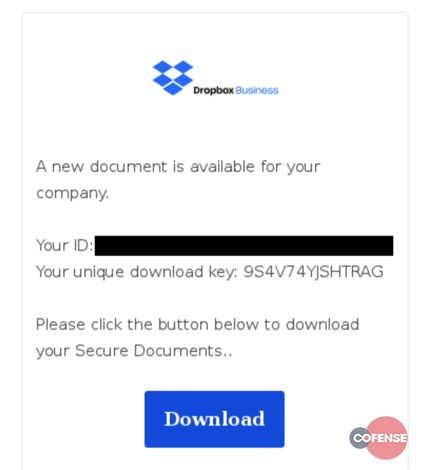 Dropbox Business
A new document is available for your
company.
Your ID:
Your unique download key: 9S4V74YJSHTRAG
Please click the button below to download
your Secure Documents..
Download
COFENSE